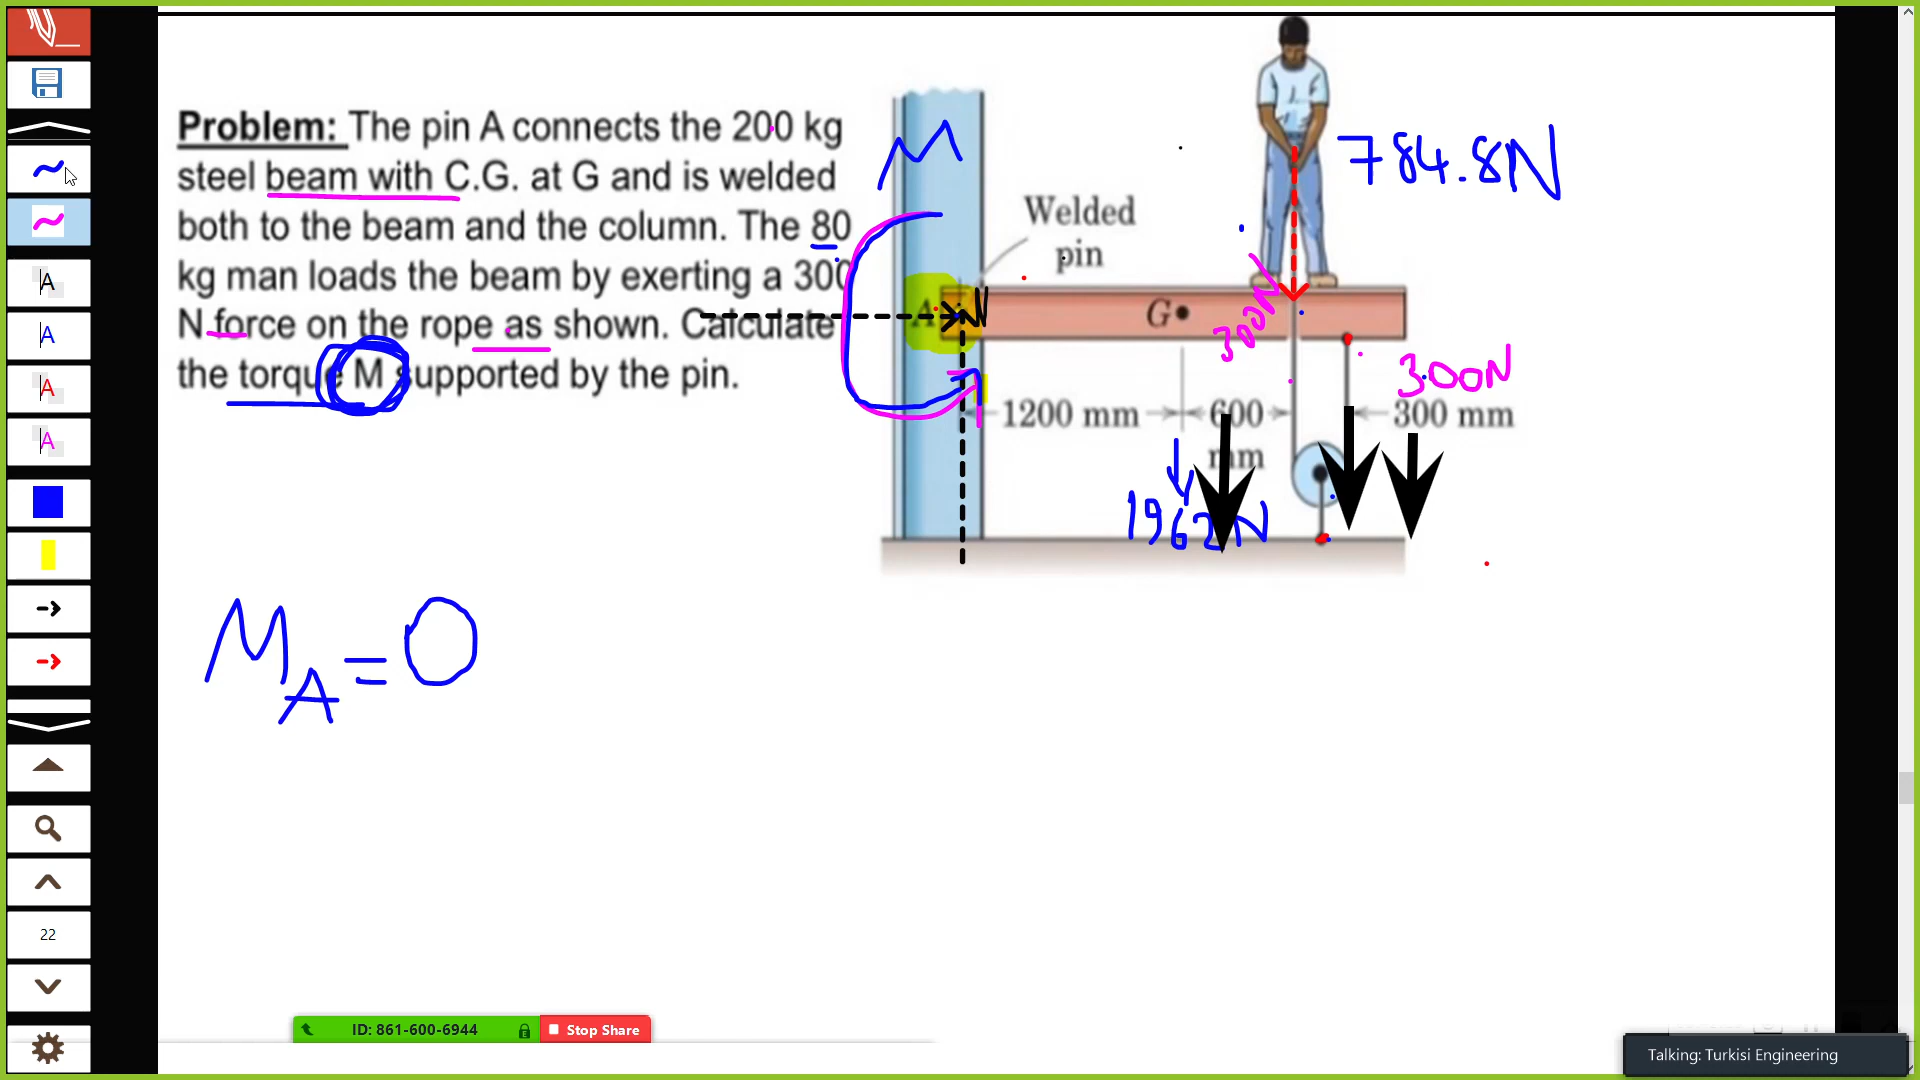 Problem: The pin A connects the 200 kg
steel beam with C.G. at G and is welded
both to the beam and the column. The 80
kg man loads the beam by exerting a 300
N force on the rope as shown. Calculate
the torque M supported by the pin.
M
784.8N
Welded
pin
A
N
G
300N
300N
1200 mm
600
mm
300 mm
1962N
M
A
=0
A
A
A
A
22
ID: 861-600-6944
Stop Share
Talking: Turkisi Engineering